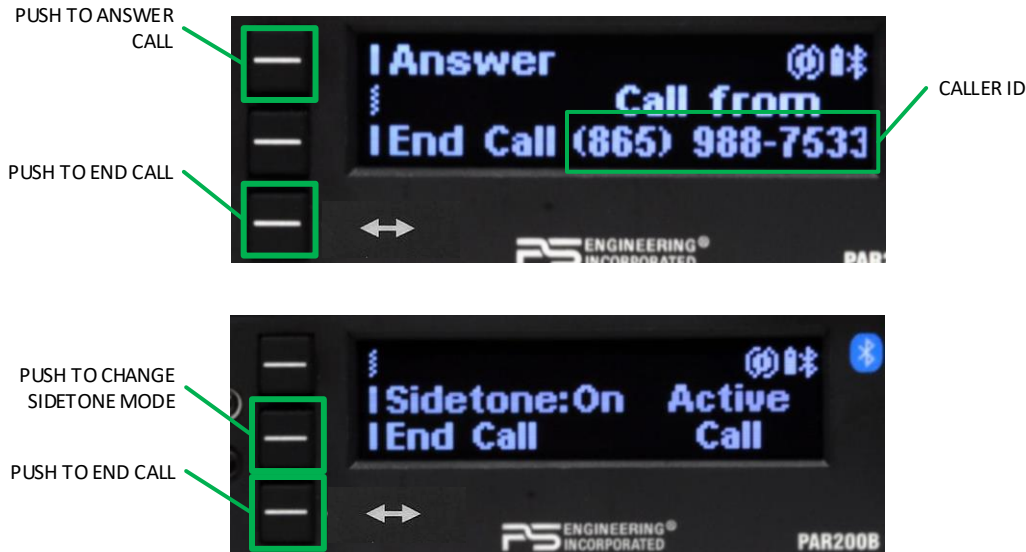 PUSH TO ANSWER
CALL
Answer
Call from
End Call (865) 988-7533
CALLER ID
PUSH TO END CALL
PS ENGINEERING®
INCORPORATED
PUSH TO CHANGE
SIDETONE MODE
Sidetone:On Active
End Call Call
PUSH TO END CALL
PS ENGINEERING®
INCORPORATED
PAR200B